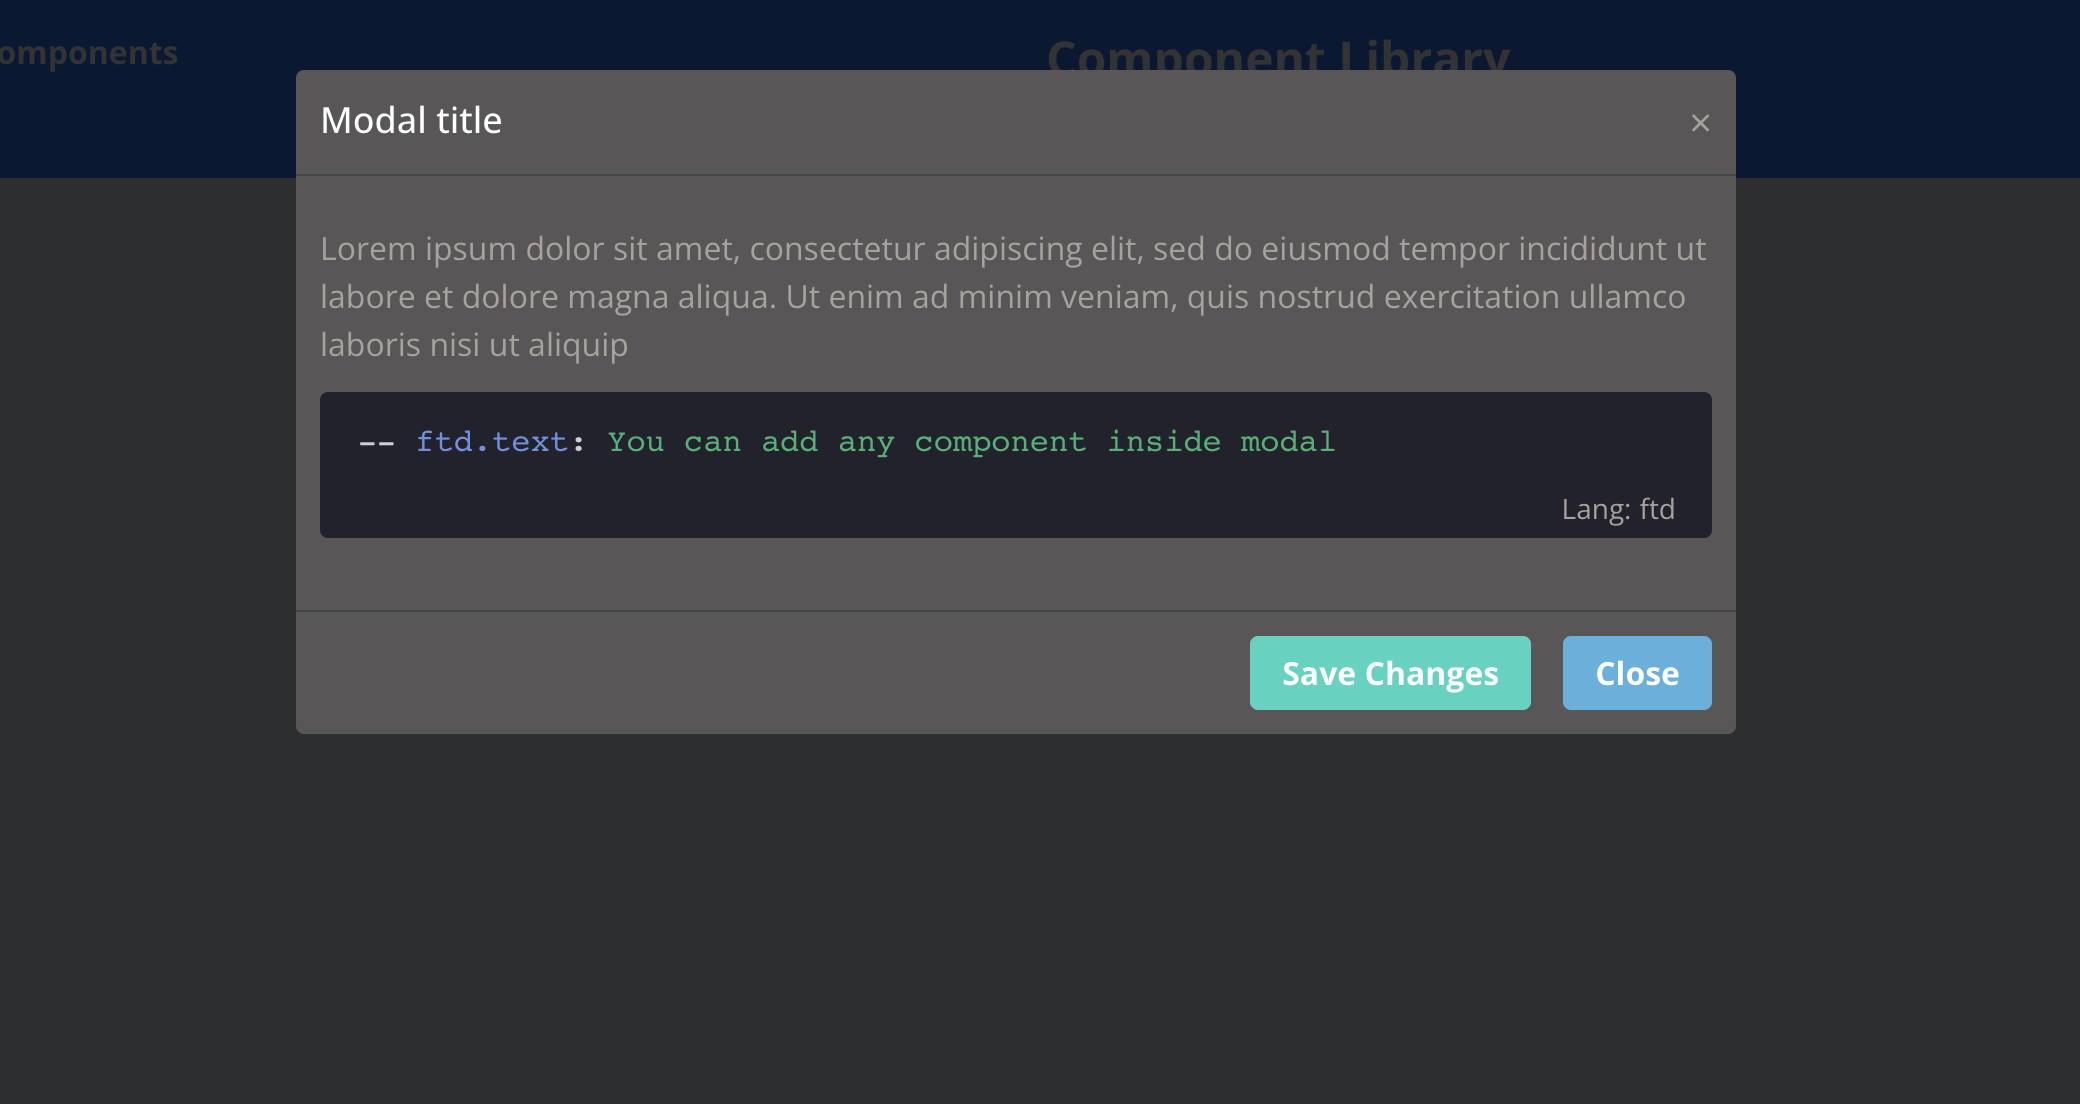 omponents
Component Library
Modal title
×
Lorem ipsum dolor sit amet, consectetur adipiscing elit, sed do eiusmod tempor incididunt ut
labore et dolore magna aliqua. Ut enim ad minim veniam, quis nostrud exercitation ullamco
laboris nisi ut aliquip
-- ftd.text: You can add any component inside modal
Lang: ftd
Save Changes
Close